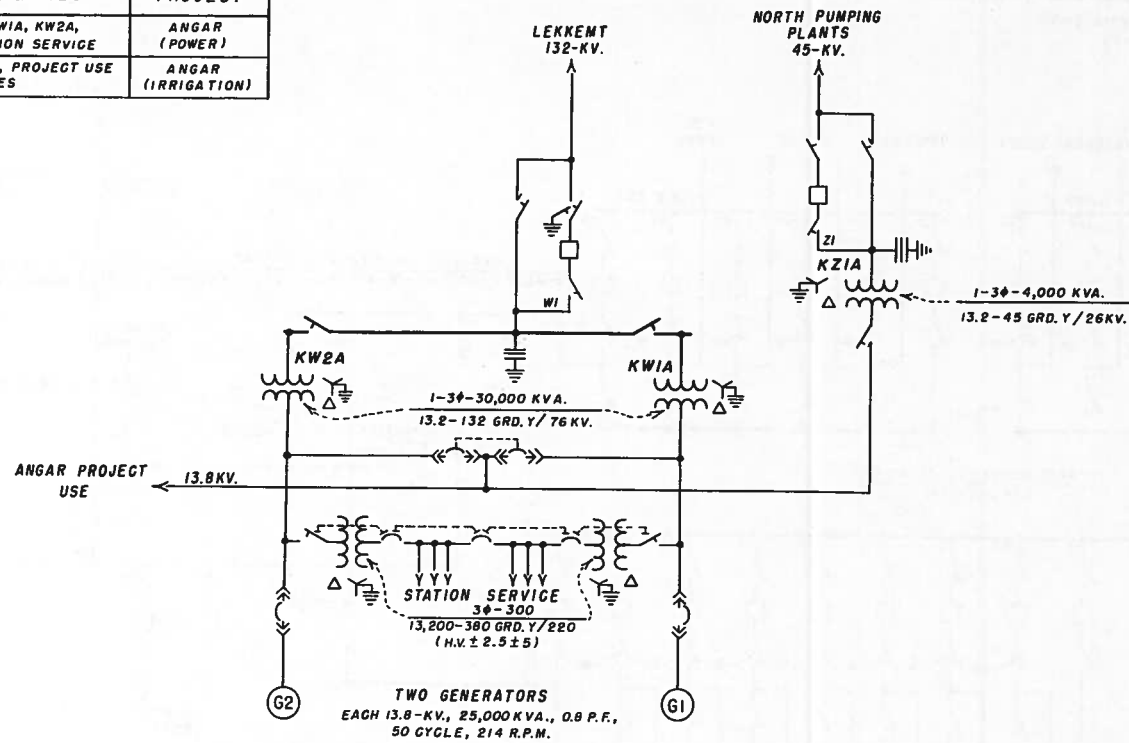 WIA, KW2A,
ION SERVICE
ANGAR
(POWER)
, PROJECT USE
ES
ANGAR
(IRRIGATION)
LEKKEMT
132-KV.
NORTH PUMPING
PLANTS
45-KV.
W1
Z1
KZ1A
1-3ϕ-4,000 KVA.
13.2-45 GRD. Y/26KV.
KW2A
KW1A
1-3ϕ-30,000 KVA.
13.2-132 GRD. Y/76 KV.
ANGAR PROJECT
USE
13.8KV.
STATION SERVICE
3ϕ-300
13,200-380 GRD. Y/220
(H.V. ± 2.5 ± 5)
G2
G1
TWO GENERATORS
EACH 13.8-KV., 25,000 KVA., 0.8 P.F.,
50 CYCLE, 214 R.P.M.